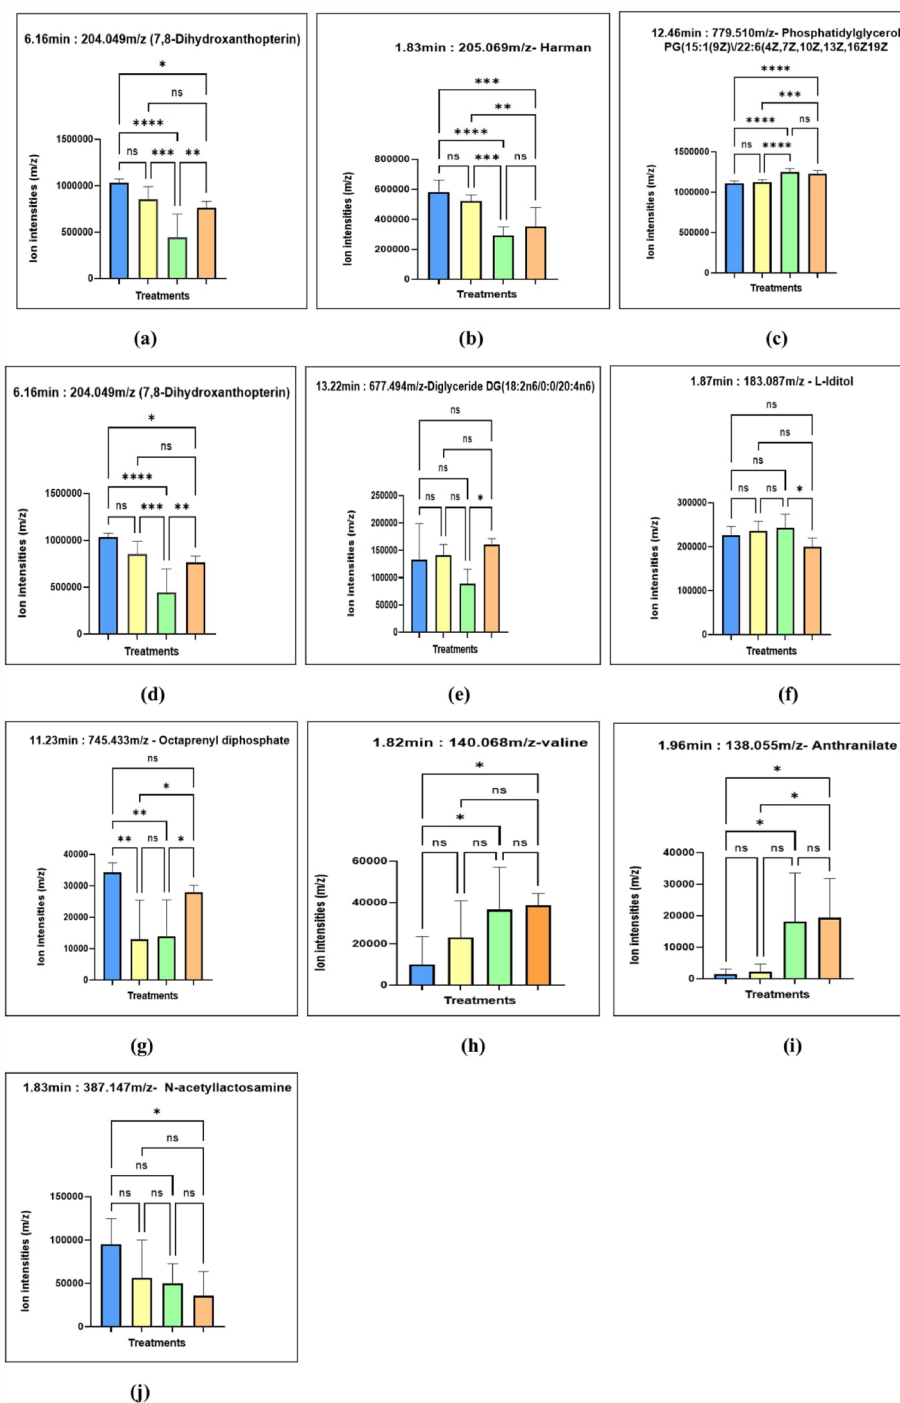 6.16min : 204.049m/z (7,8-Dihydroxanthopterin)
*
ns
****
ns *** **
1500000
1000000
500000
0
Ion intensities (m/z)
Treatments
(a)
1.83min : 205.069m/z- Harman
***
**
****
ns *** ns
800000
600000
400000
200000
0
Ion intensities (m/z)
Treatments
(b)
12.46min : 779.510m/z- Phosphatidylglycerol
PG(15:1(9Z)\/22:6(4Z,7Z,10Z,13Z,16Z19Z
****
***
**** ns
ns ****
1500000
1000000
500000
0
Ion intensities (m/z)
Treatments
(c)
6.16min : 204.049m/z (7,8-Dihydroxanthopterin)
*
ns
****
ns *** **
1500000
1000000
500000
0
Ion intensities (m/z)
Treatments
(d)
13.22min : 677.494m/z-Diglyceride DG(18:2n6/0:0/20:4n6)
ns
ns
ns
ns ns *
250000
200000
150000
100000
50000
0
Ion intensities (m/z)
Treatments
(e)
1.87min : 183.087m/z - L-Iditol
ns
ns
ns
ns ns *
300000
200000
100000
0
Ion intensities (m/z)
Treatments
(f)
11.23min : 745.433m/z - Octaprenyl diphosphate
ns
*
**
** ns *
40000
30000
20000
10000
0
Ion intensities (m/z)
Treatments
(g)
1.82min : 140.068m/z-valine
*
ns
*
ns ns ns
60000
40000
20000
0
Ion intensities (m/z)
Treatments
(h)
1.96min : 138.055m/z- Anthranilate
*
*
*
ns ns ns
40000
30000
20000
10000
0
Ion intensities (m/z)
Treatments
(i)
1.83min : 387.147m/z- N-acetyllactosamine
*
ns
ns
ns ns ns
150000
100000
50000
0
Ion intensities (m/z)
Treatments
(j)